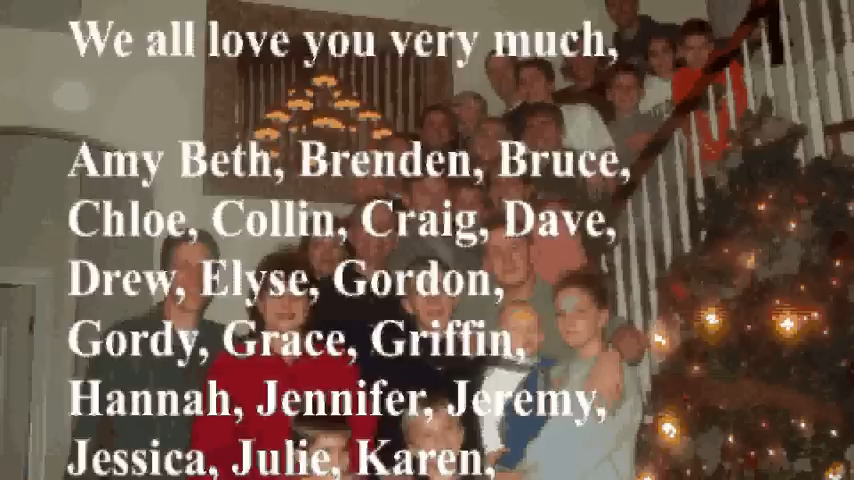 We all love you very much,
Amy Beth, Brenden, Bruce,
Chloe, Collin, Craig, Dave,
Drew, Elyse, Gordon,
Gordy, Grace, Griffin,
Hannah, Jennifer, Jeremy,
Jessica, Julie, Karen,